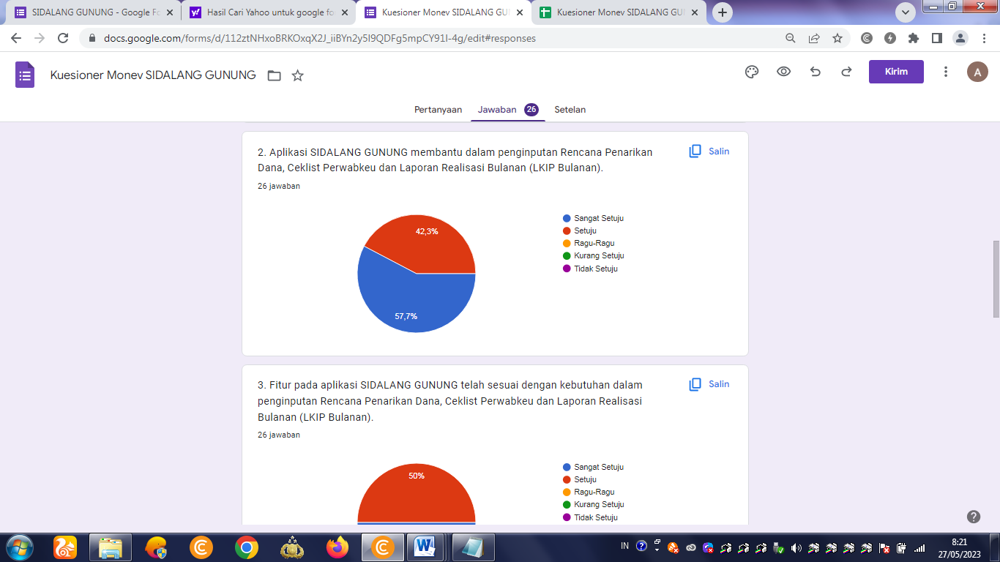 SIDALANG GUNUNG - Google Fo
Hasil Cari Yahoo untuk google fo
Kuesioner Monev SIDALANG GU
Kuesioner Monev SIDALANG GU
docs.google.com/forms/d/112ztNHxoBRKOxqX2J_iiBYn2y5l9QDFg5mpCY91I-4g/edit#responses
Kuesioner Monev SIDALANG GUNUNG
Kirim
A
Pertanyaan
Jawaban 26
Setelan
2. Aplikasi SIDALANG GUNUNG membantu dalam penginputan Rencana Penarikan
Dana, Ceklist Perwabkeu dan Laporan Realisasi Bulanan (LKIP Bulanan).
Salin
26 jawaban
42,3%
57,7%
Sangat Setuju
Setuju
Ragu-Ragu
Kurang Setuju
Tidak Setuju
3. Fitur pada aplikasi SIDALANG GUNUNG telah sesuai dengan kebutuhan dalam
penginputan Rencana Penarikan Dana, Ceklist Perwabkeu dan Laporan Realisasi
Bulanan (LKIP Bulanan).
Salin
26 jawaban
50%
Sangat Setuju
Setuju
Ragu-Ragu
Kurang Setuju
Tidak Setuju
IN
8:21
27/05/2023